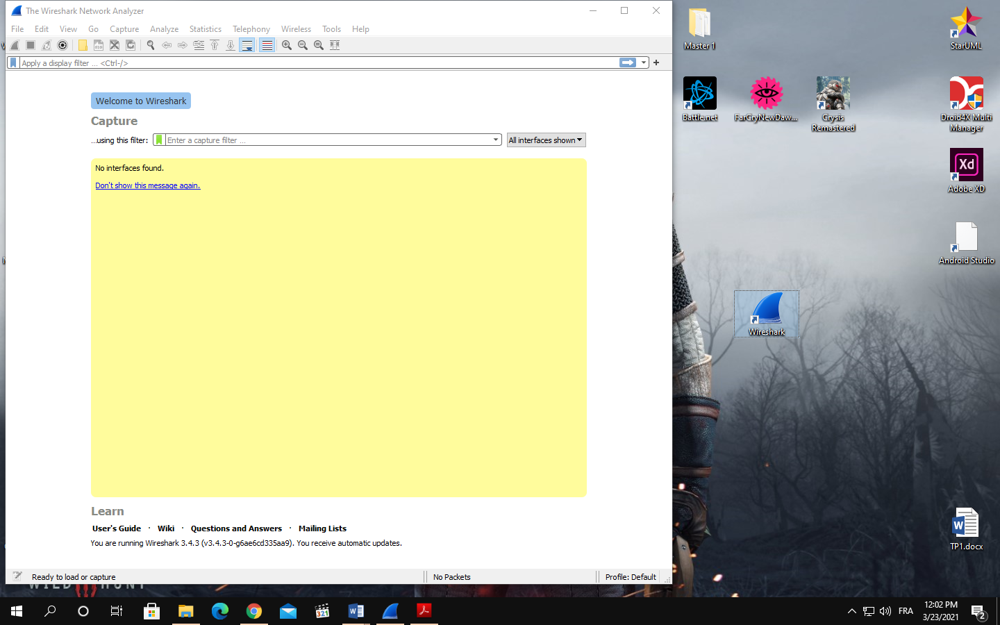 The Wireshark Network Analyzer
File Edit View Go Capture Analyze Statistics Telephony Wireless Tools Help
Apply a display filter ... <Ctrl-/>
Welcome to Wireshark
Capture
...using this filter: Enter a capture filter ... All interfaces shown
No interfaces found.
Don't show this message again.
Learn
User's Guide · Wiki · Questions and Answers · Mailing Lists
You are running Wireshark 3.4.3 (v3.4.3-0-g6ae6cd335aa9). You receive automatic updates.
Ready to load or capture No Packets Profile: Default
Master 1
StarUML
Battle.net
FarCryNewDaw...
Crysis
Remastered
Droid4X Multi
Manager
Xd
Adobe XD
Android Studio
Wireshark
TP1.docx
WILD HUNT
321
FRA
12:02 PM
3/23/2021
2